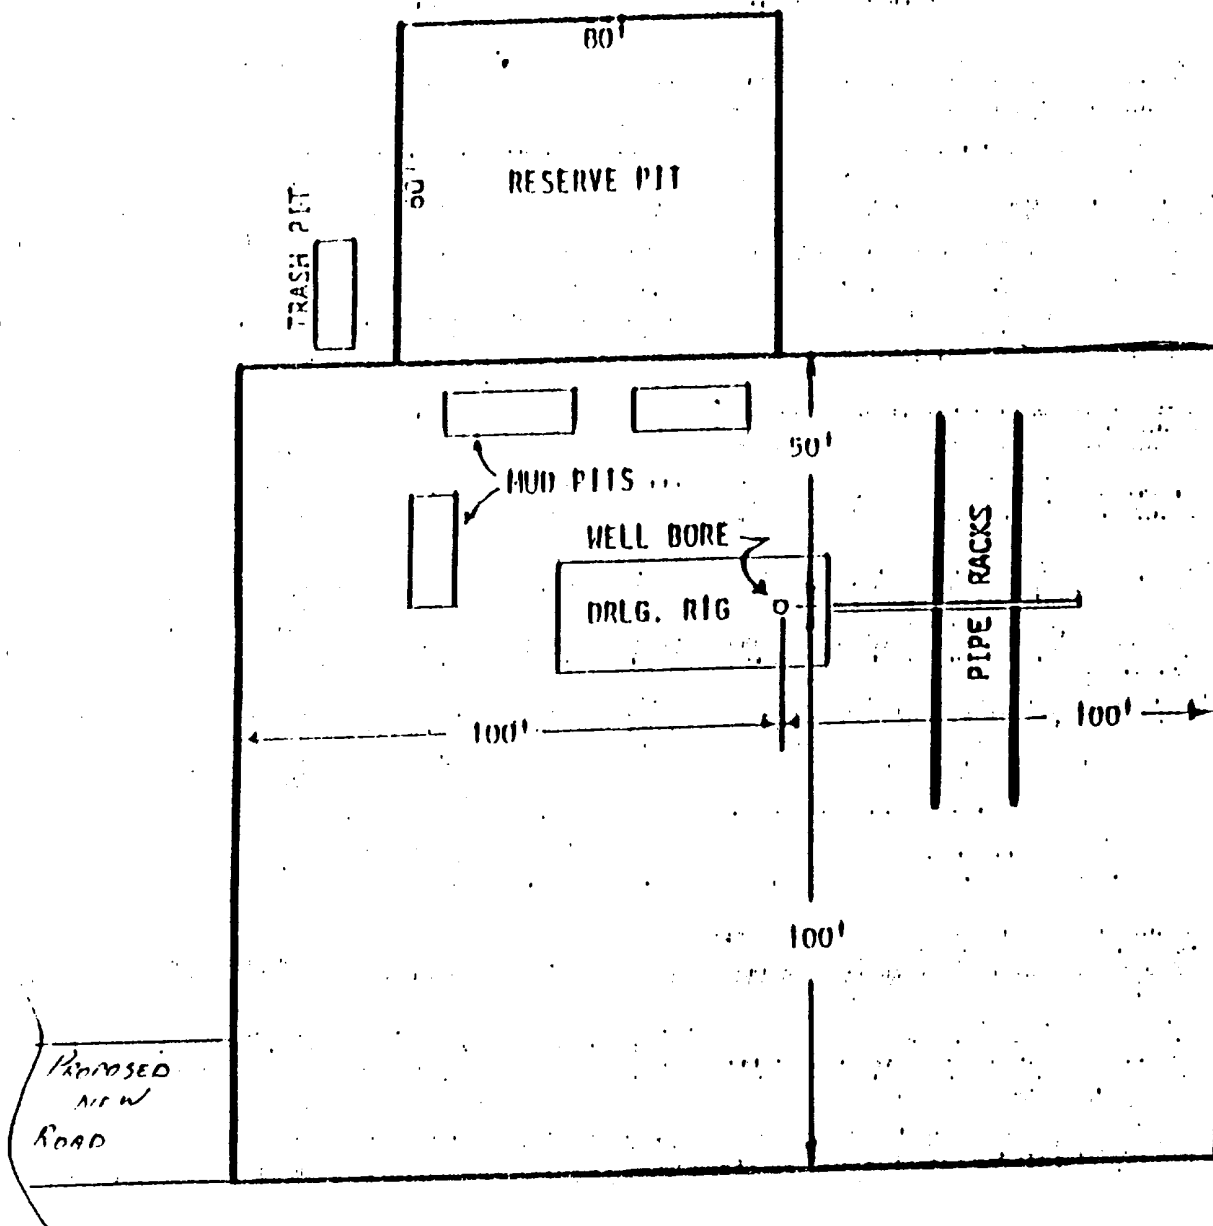 80'
RESERVE PIT
TRASH PIT
50'
MUD PITS ...
WELL BORE
DRLG. RIG
PIPE RACKS
100'
100'
100'
PROPOSED
NEW
ROAD